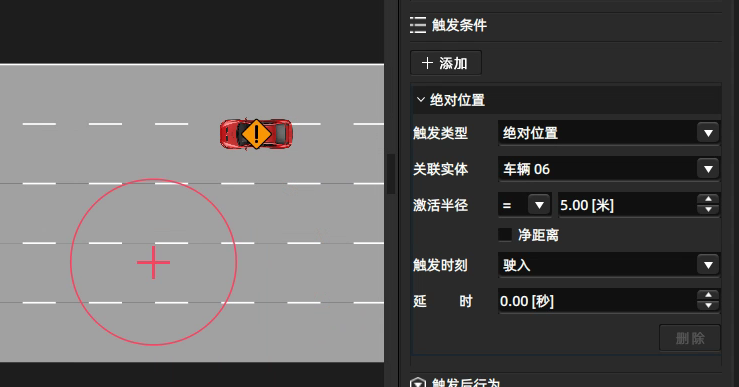 触发条件
添加
绝对位置
触发类型 绝对位置
关联实体 车辆 06
激活半径 = 5.00 [米]
净距离
触发时刻 驶入
延 时 0.00 [秒]
删 除
触发后行为